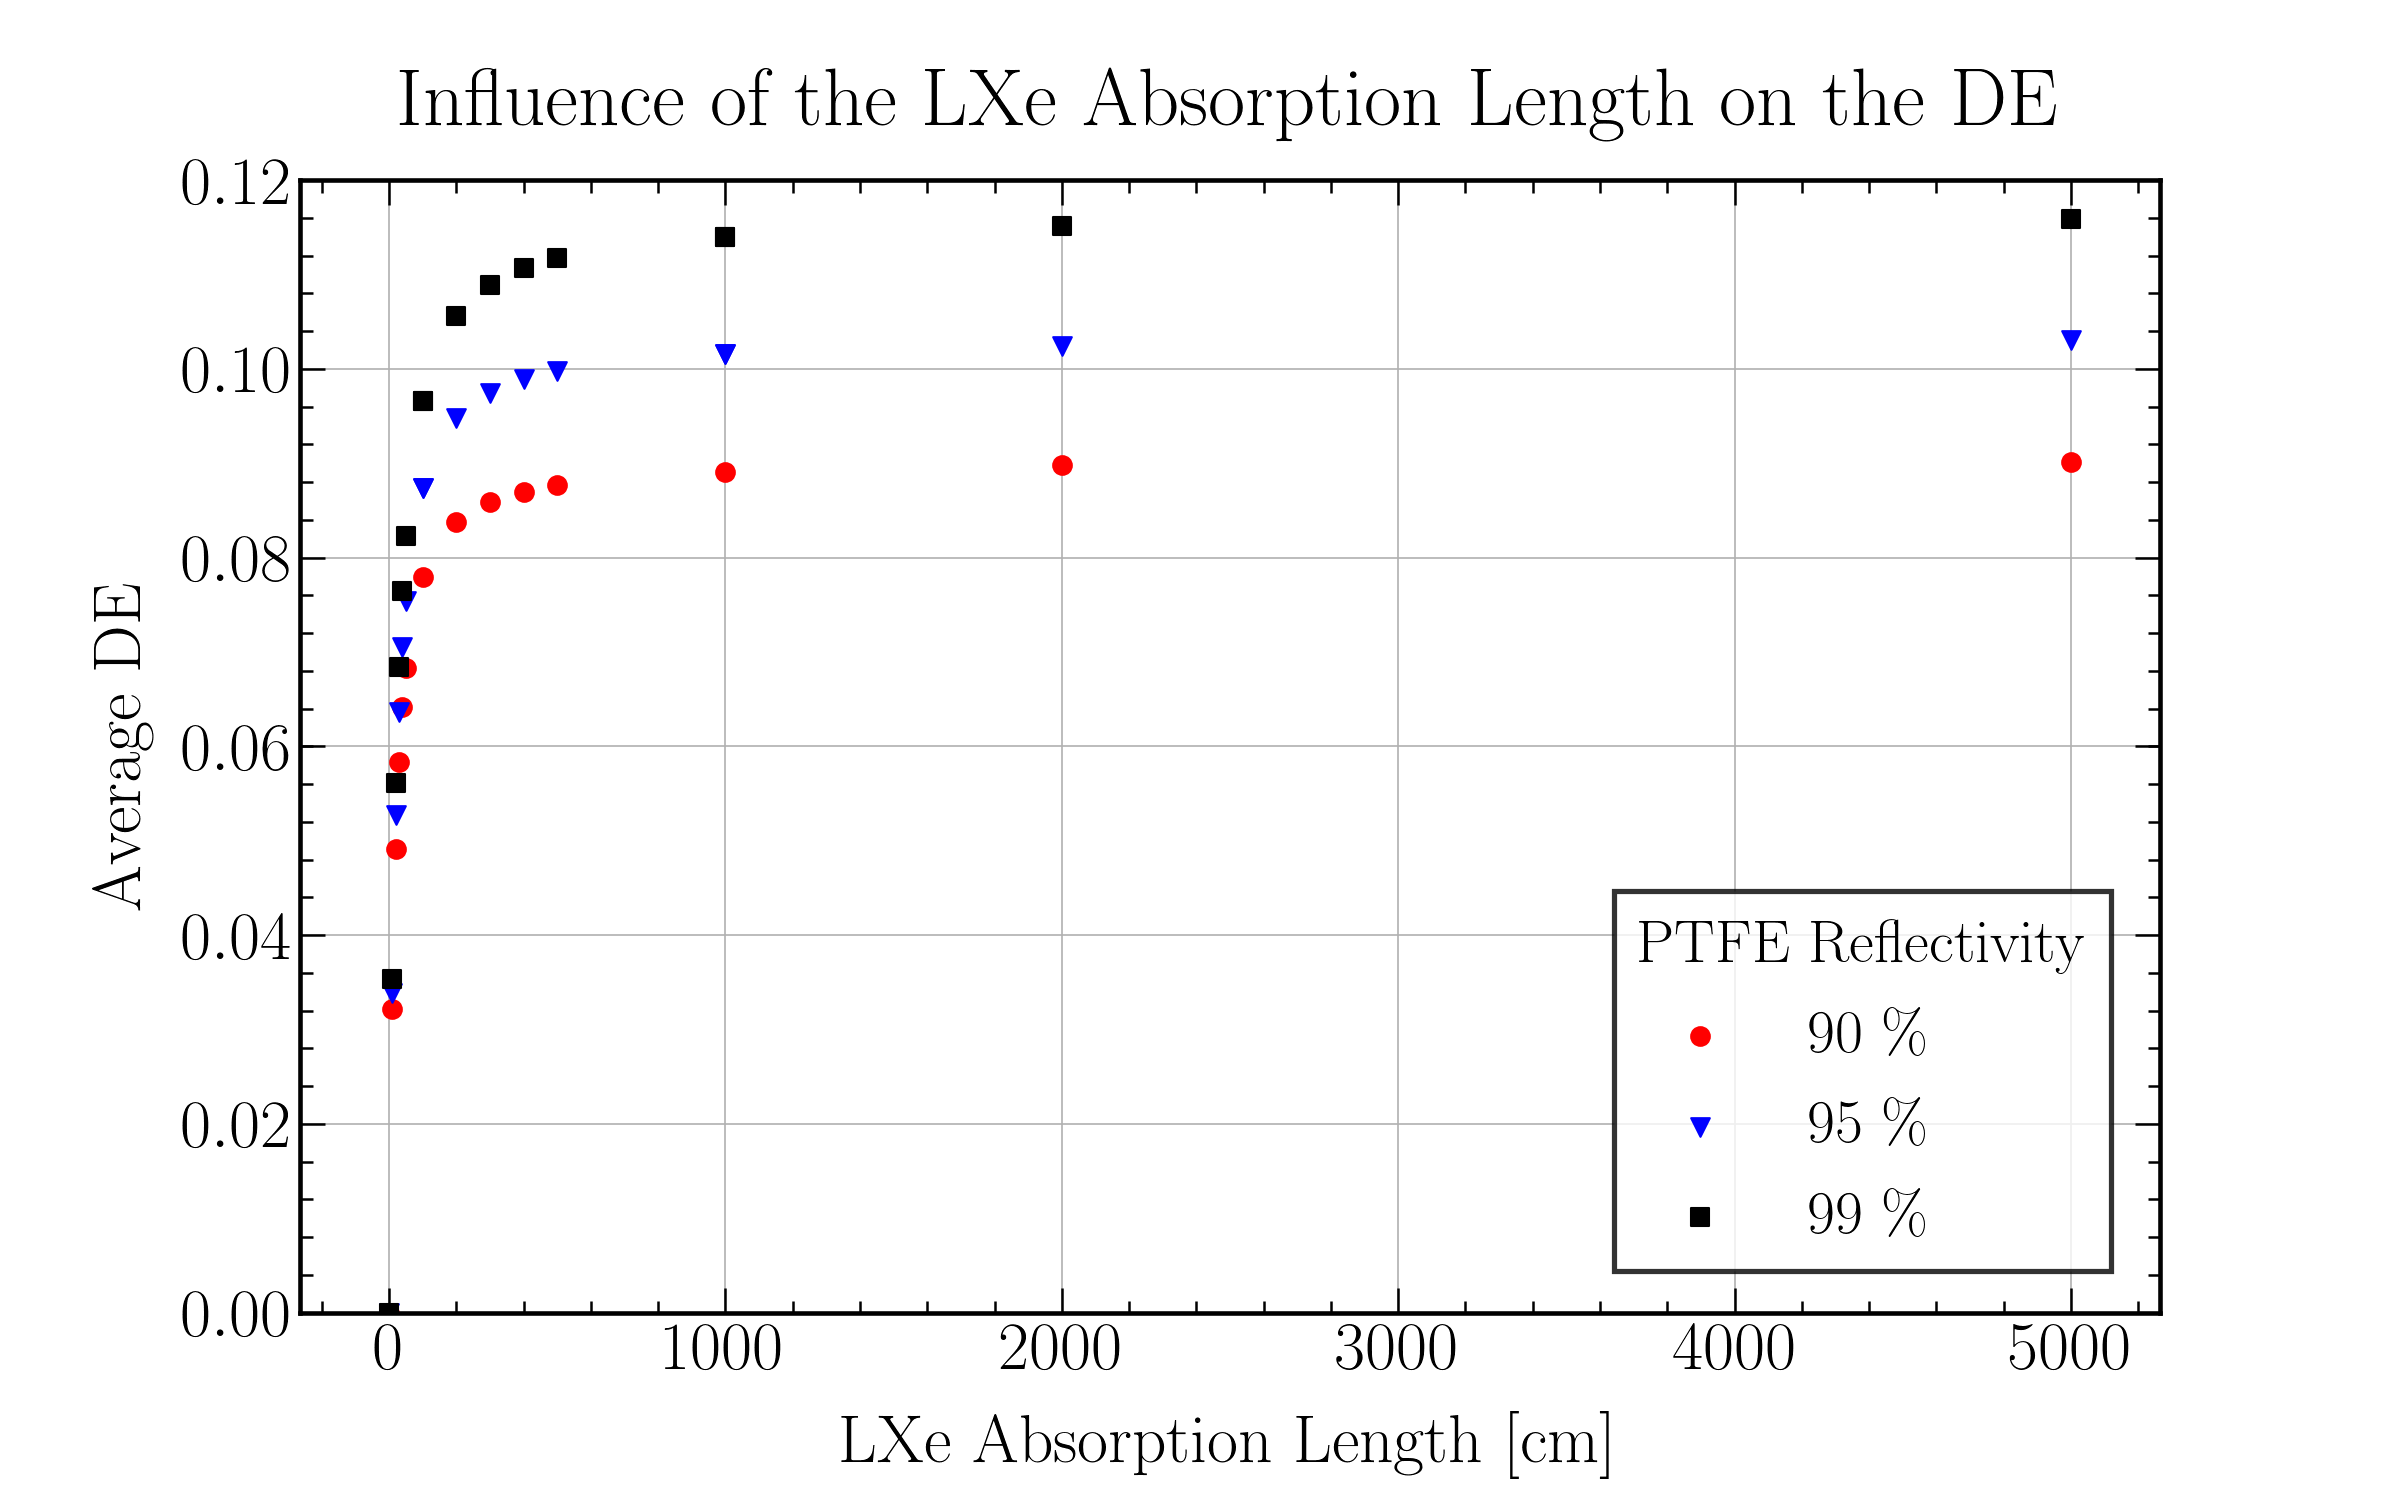 Influence of the LXe Absorption Length on the DE
0.12
0.10
0.08
0.06
0.04
0.02
0.00
Average DE
0 1000 2000 3000 4000 5000
LXe Absorption Length [cm]
PTFE Reflectivity
90 %
95 %
99 %